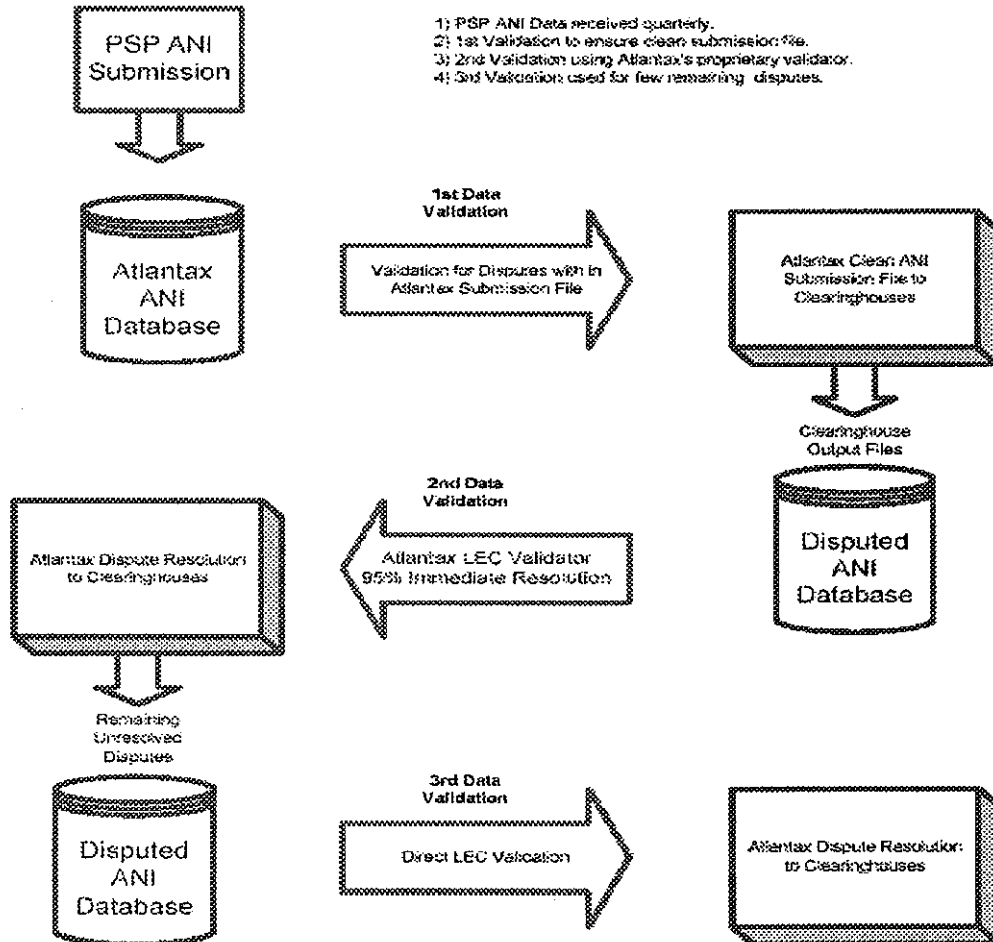 PSP ANI
Submission
1) PSP ANI Data received quarterly.
2) 1st Validation to ensure clean submission file.
3) 2nd Validation using Atlantax's proprietary validator.
4) 3rd Validation used for few remaining disputes.
Atlantax
ANI
Database
1st Data
Validation
Validation for Disputes with in
Atlantax Submission File
Atlantax Clean ANI
Submission File to
Clearinghouses
Clearinghouse
Output Files
Disputed
ANI
Database
2nd Data
Validation
Atlantax LEC Validator
95% Immediate Resolution
Atlantax Dispute Resolution
to Clearinghouses
Remaining
Unresolved
Disputes
Disputed
ANI
Database
3rd Data
Validation
Direct LEC Validation
Atlantax Dispute Resolution
to Clearinghouses